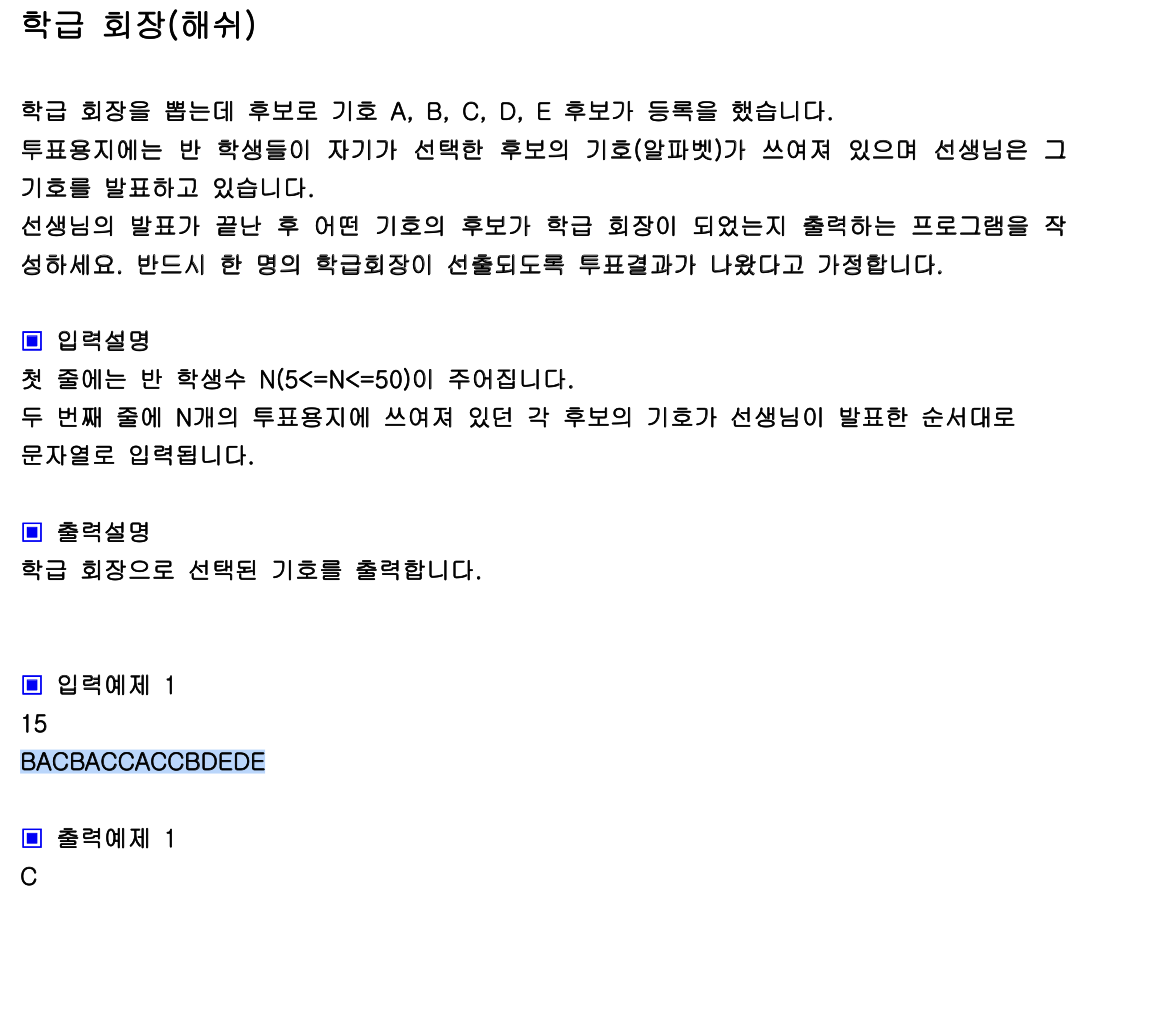 학급 회장(해쉬)
학급 회장을 뽑는데 후보로 기호 A, B, C, D, E 후보가 등록을 했습니다.
투표용지에는 반 학생들이 자기가 선택한 후보의 기호(알파벳)가 쓰여져 있으며 선생님은 그
기호를 발표하고 있습니다.
선생님의 발표가 끝난 후 어떤 기호의 후보가 학급 회장이 되었는지 출력하는 프로그램을 작
성하세요. 반드시 한 명의 학급회장이 선출되도록 투표결과가 나왔다고 가정합니다.
▣ 입력설명
첫 줄에는 반 학생수 N(5<=N<=50)이 주어집니다.
두 번째 줄에 N개의 투표용지에 쓰여져 있던 각 후보의 기호가 선생님이 발표한 순서대로
문자열로 입력됩니다.
▣ 출력설명
학급 회장으로 선택된 기호를 출력합니다.
▣ 입력예제 1
15
BACBACCACCBDEDE
▣ 출력예제 1
C